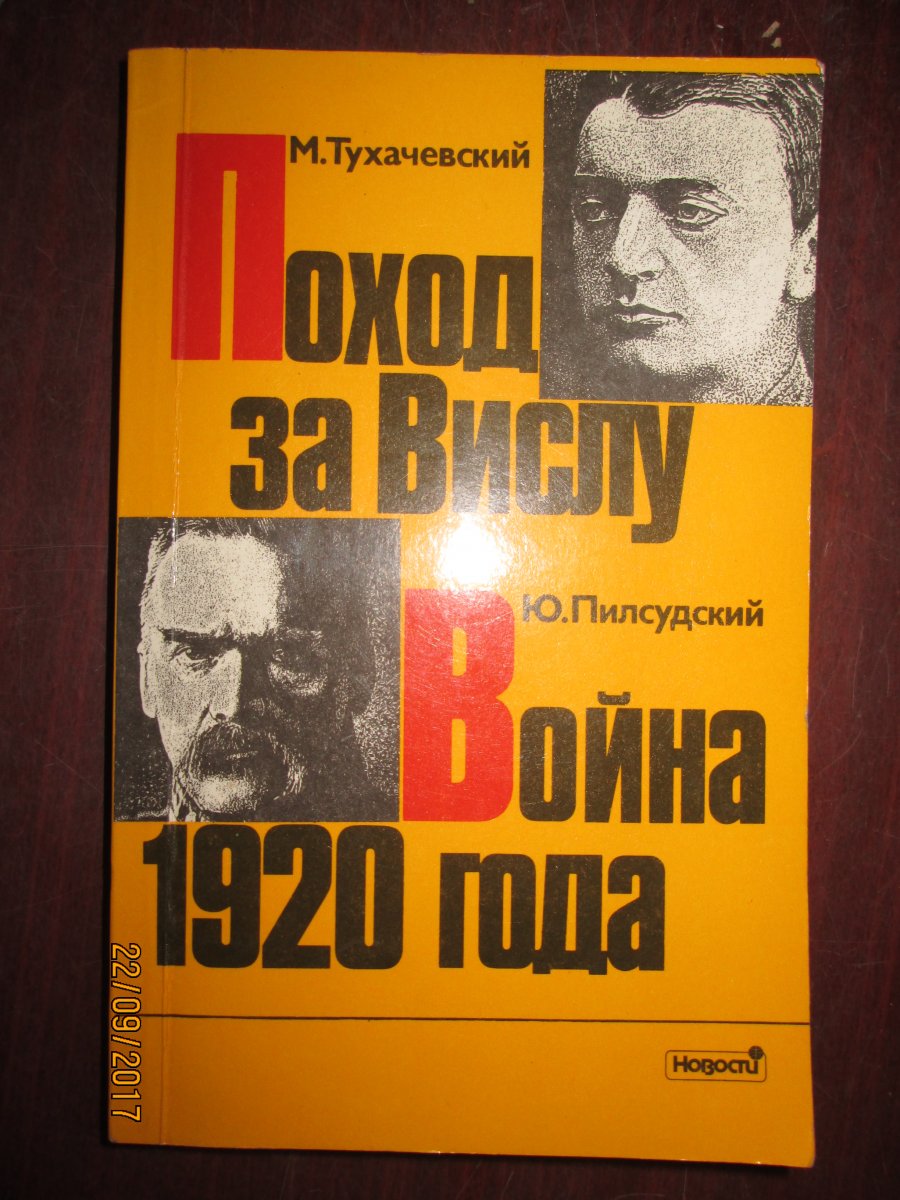 М.Тухачевский
Поход
за Вислу
Ю.Пилсудский
Война
1920 года
Новости
22/09/2017